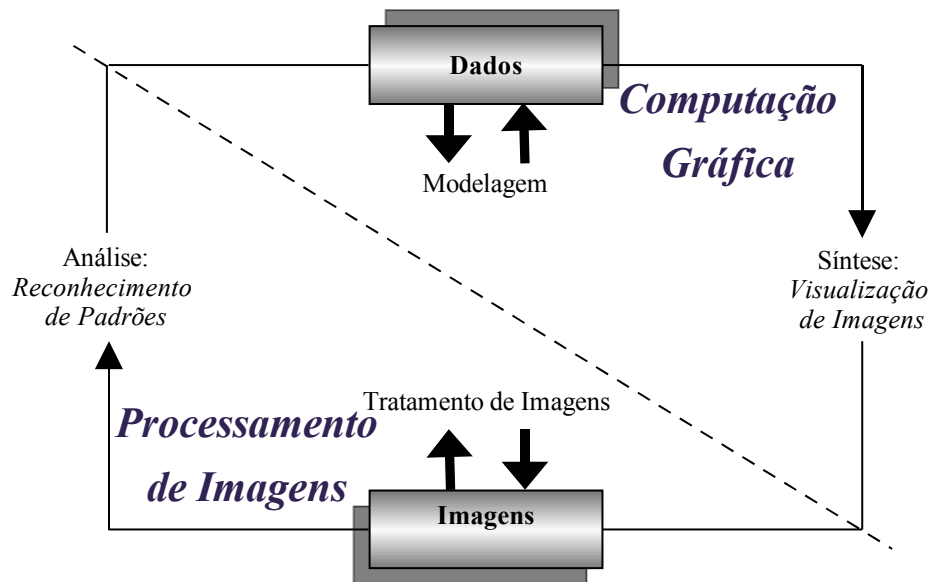 Dados
Computação
Gráfica
Modelagem
Análise:
Reconhecimento
de Padrões
Síntese:
Visualização
de Imagens
Tratamento de Imagens
Processamento
de Imagens
Imagens